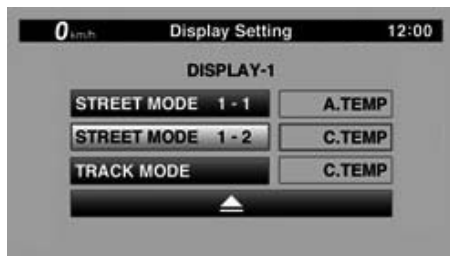 0 km/h Display Setting 12:00
DISPLAY-1
STREET MODE 1 - 1 A.TEMP
STREET MODE 1 - 2 C.TEMP
TRACK MODE C.TEMP